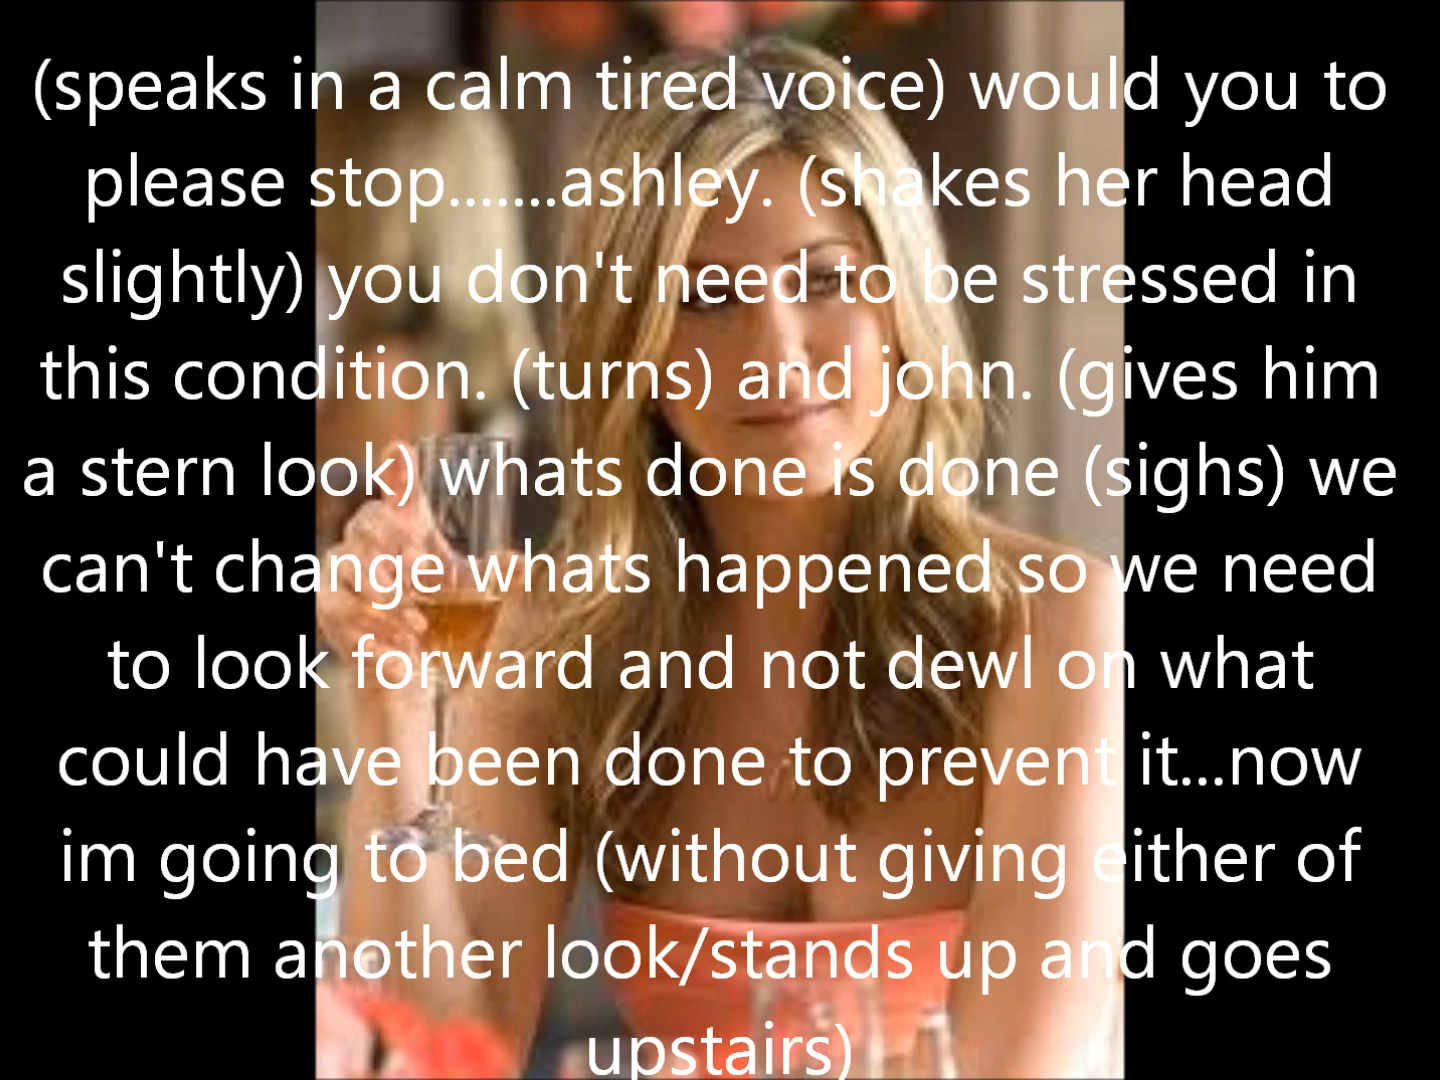 (speaks in a calm tired voice) would you to
please stop.......ashley. (shakes her head
slightly) you don't need to be stressed in
this condition. (turns) and john. (gives him
a stern look) whats done is done (sighs) we
can't change whats happened so we need
to look forward and not dewl on what
could have been done to prevent it...now
im going to bed (without giving either of
them another look/stands up and goes
upstairs)